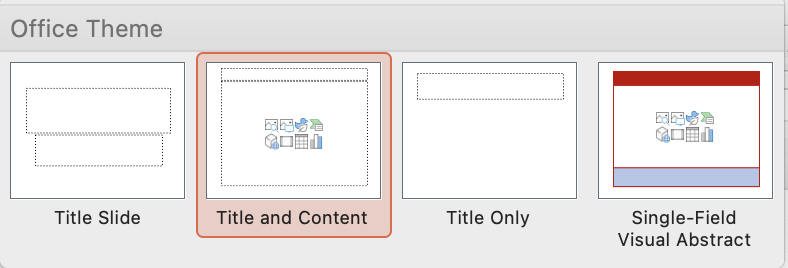 Office Theme
Title Slide
Title and Content
Title Only
Single-Field
Visual Abstract